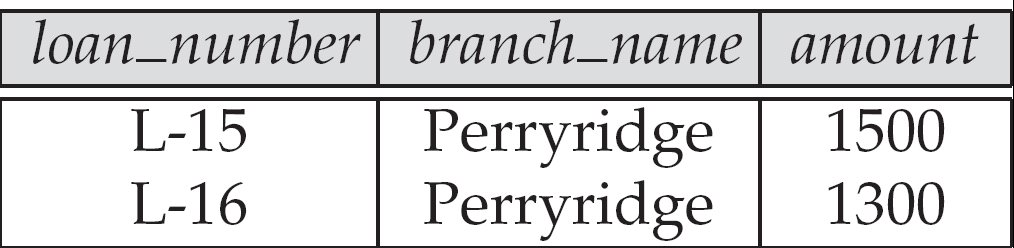 loan_number branch_name amount
L-15 Perryridge 1500
L-16 Perryridge 1300